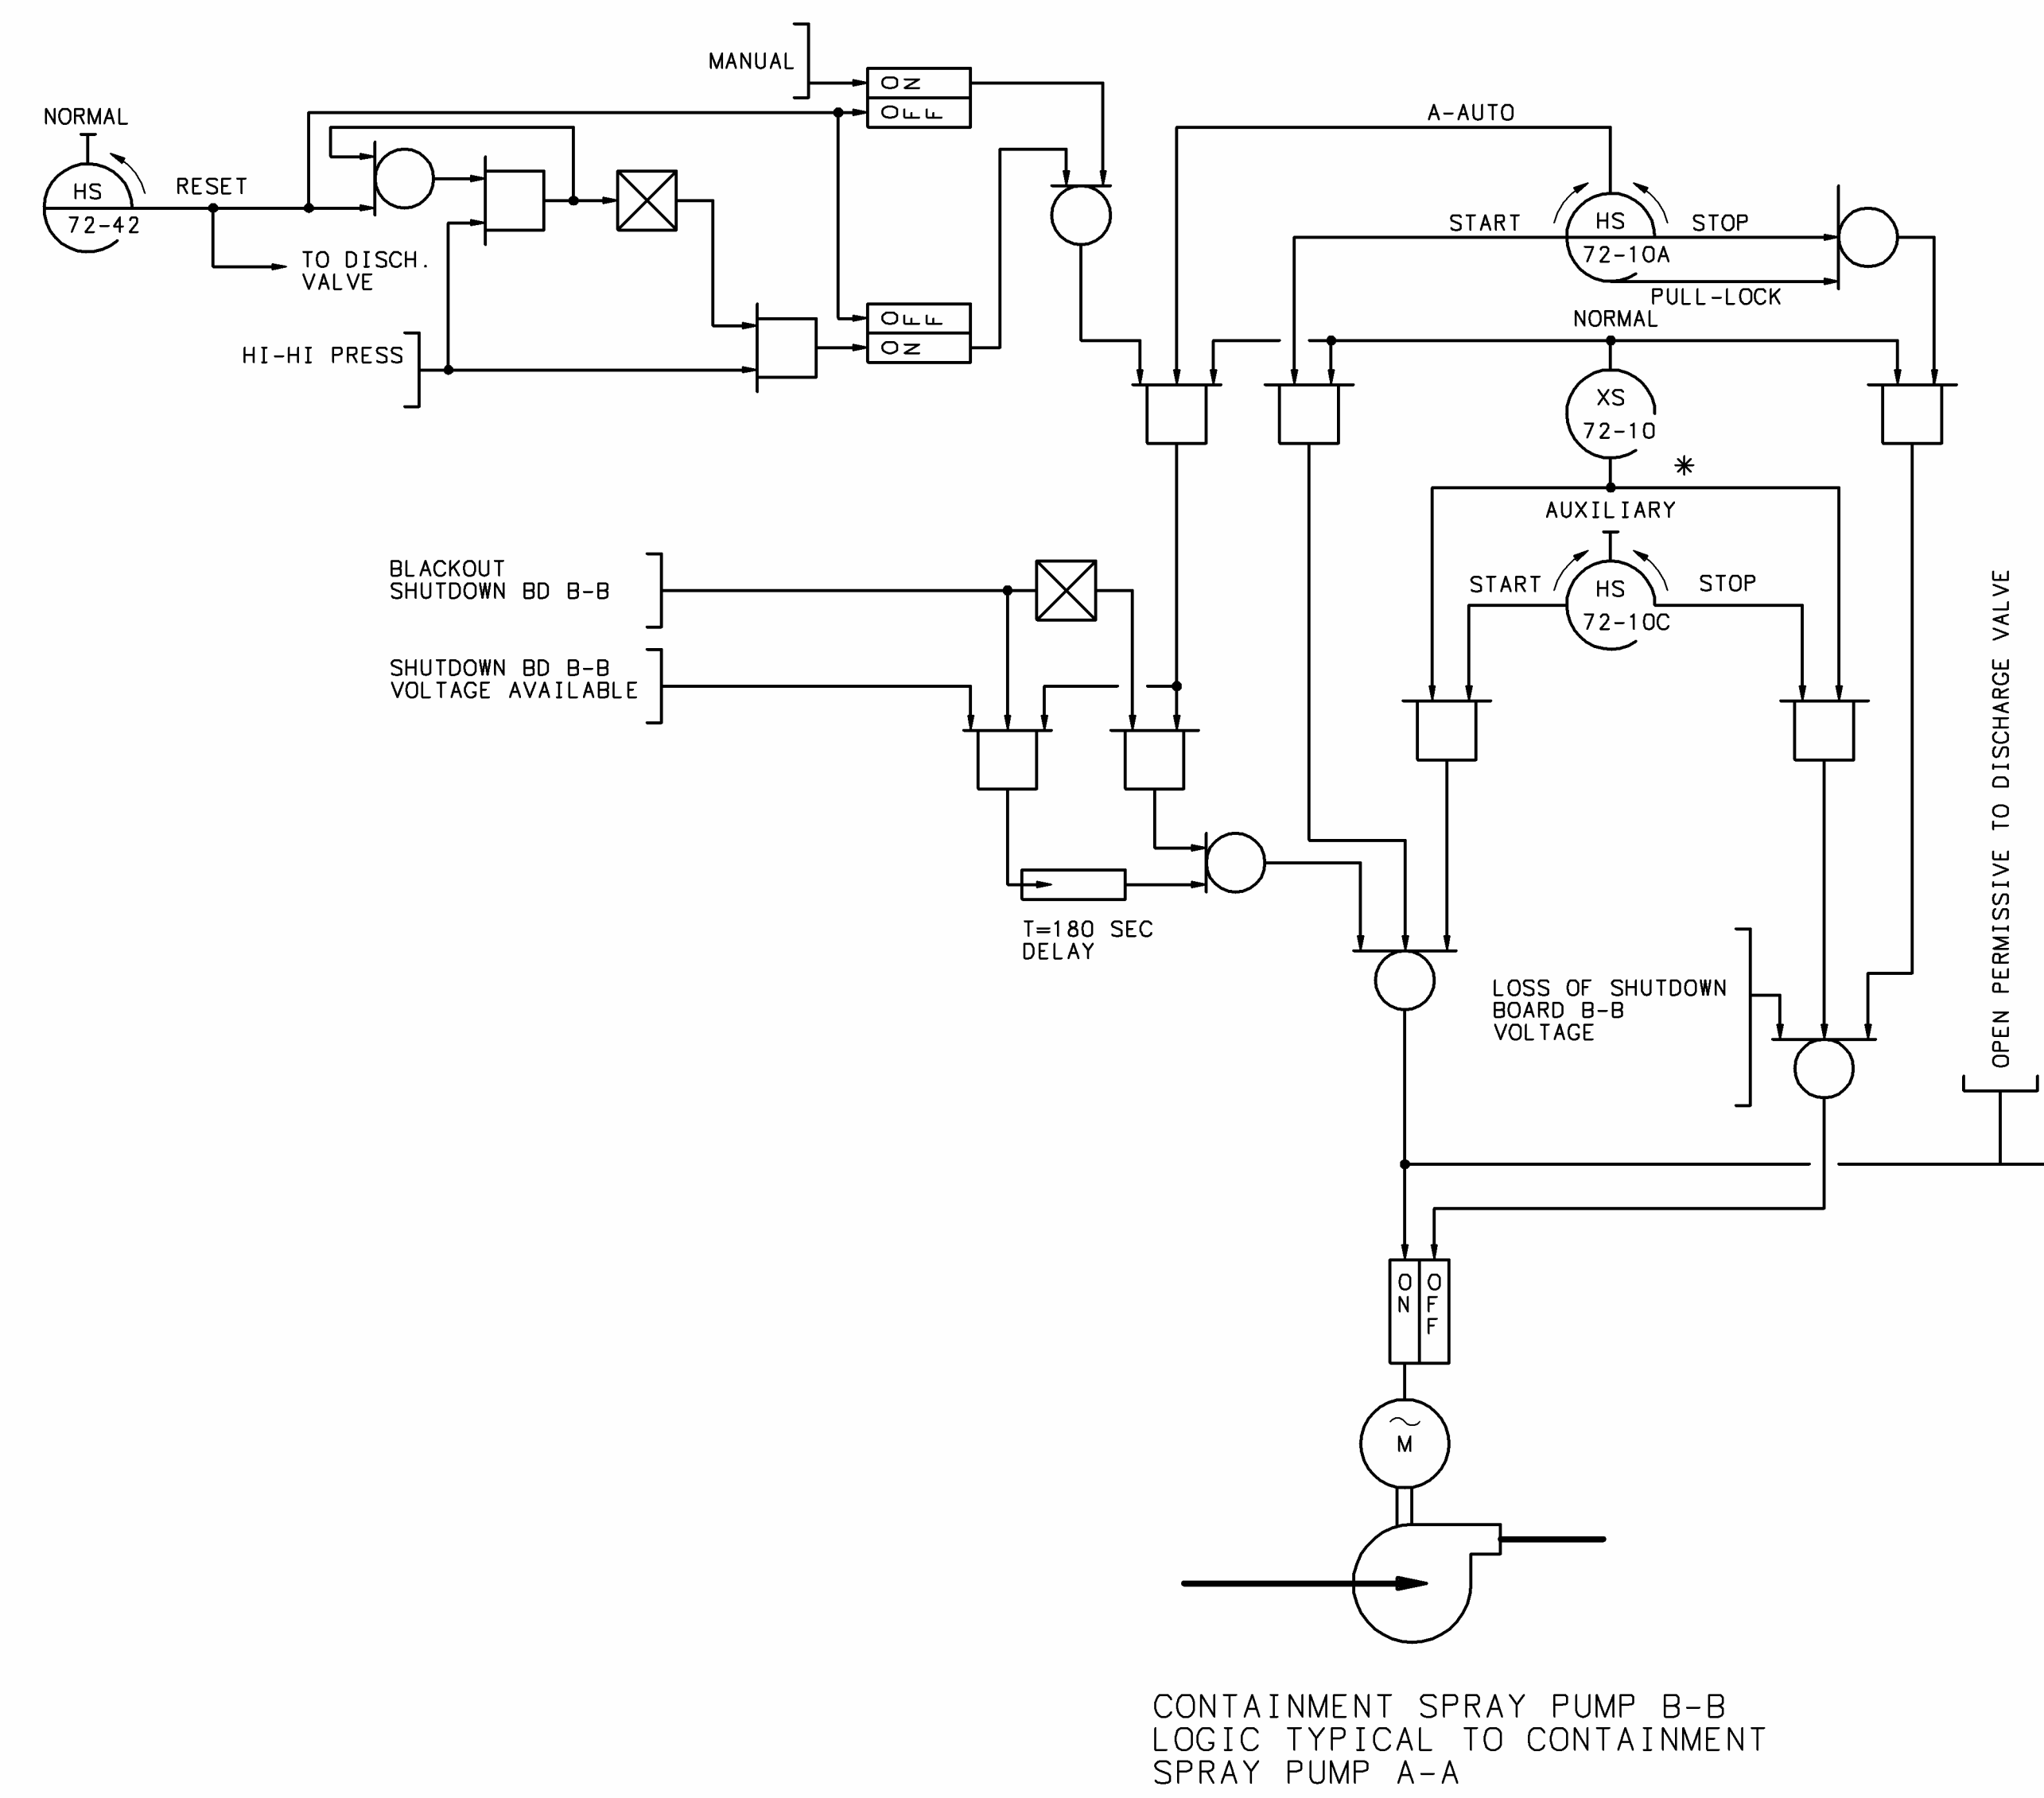 MANUAL
ON
OFF
NORMAL
HS
72-42
RESET
TO DISCH.
VALVE
HI-HI PRESS
OFF
ON
A-AUTO
START
HS
72-10A
STOP
PULL-LOCK
NORMAL
XS
72-10
*
AUXILIARY
START
HS
72-10C
STOP
BLACKOUT
SHUTDOWN BD B-B
SHUTDOWN BD B-B
VOLTAGE AVAILABLE
T=180 SEC
DELAY
LOSS OF SHUTDOWN
BOARD B-B
VOLTAGE
OPEN PERMISSIVE TO DISCHARGE VALVE
ON
OFF
M
CONTAINMENT SPRAY PUMP B-B
LOGIC TYPICAL TO CONTAINMENT
SPRAY PUMP A-A